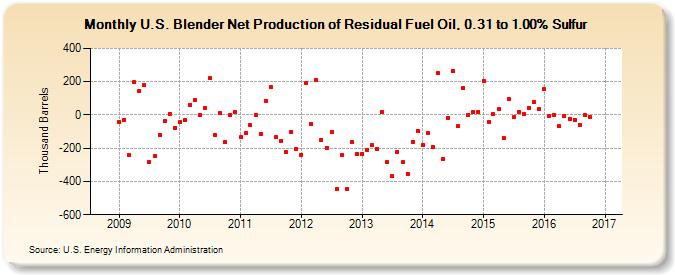 Monthly U.S. Blender Net Production of Residual Fuel Oil, 0.31 to 1.00% Sulfur
Thousand Barrels
400
200
0
-200
-400
-600
2009 2010 2011 2012 2013 2014 2015 2016 2017
Source: U.S. Energy Information Administration